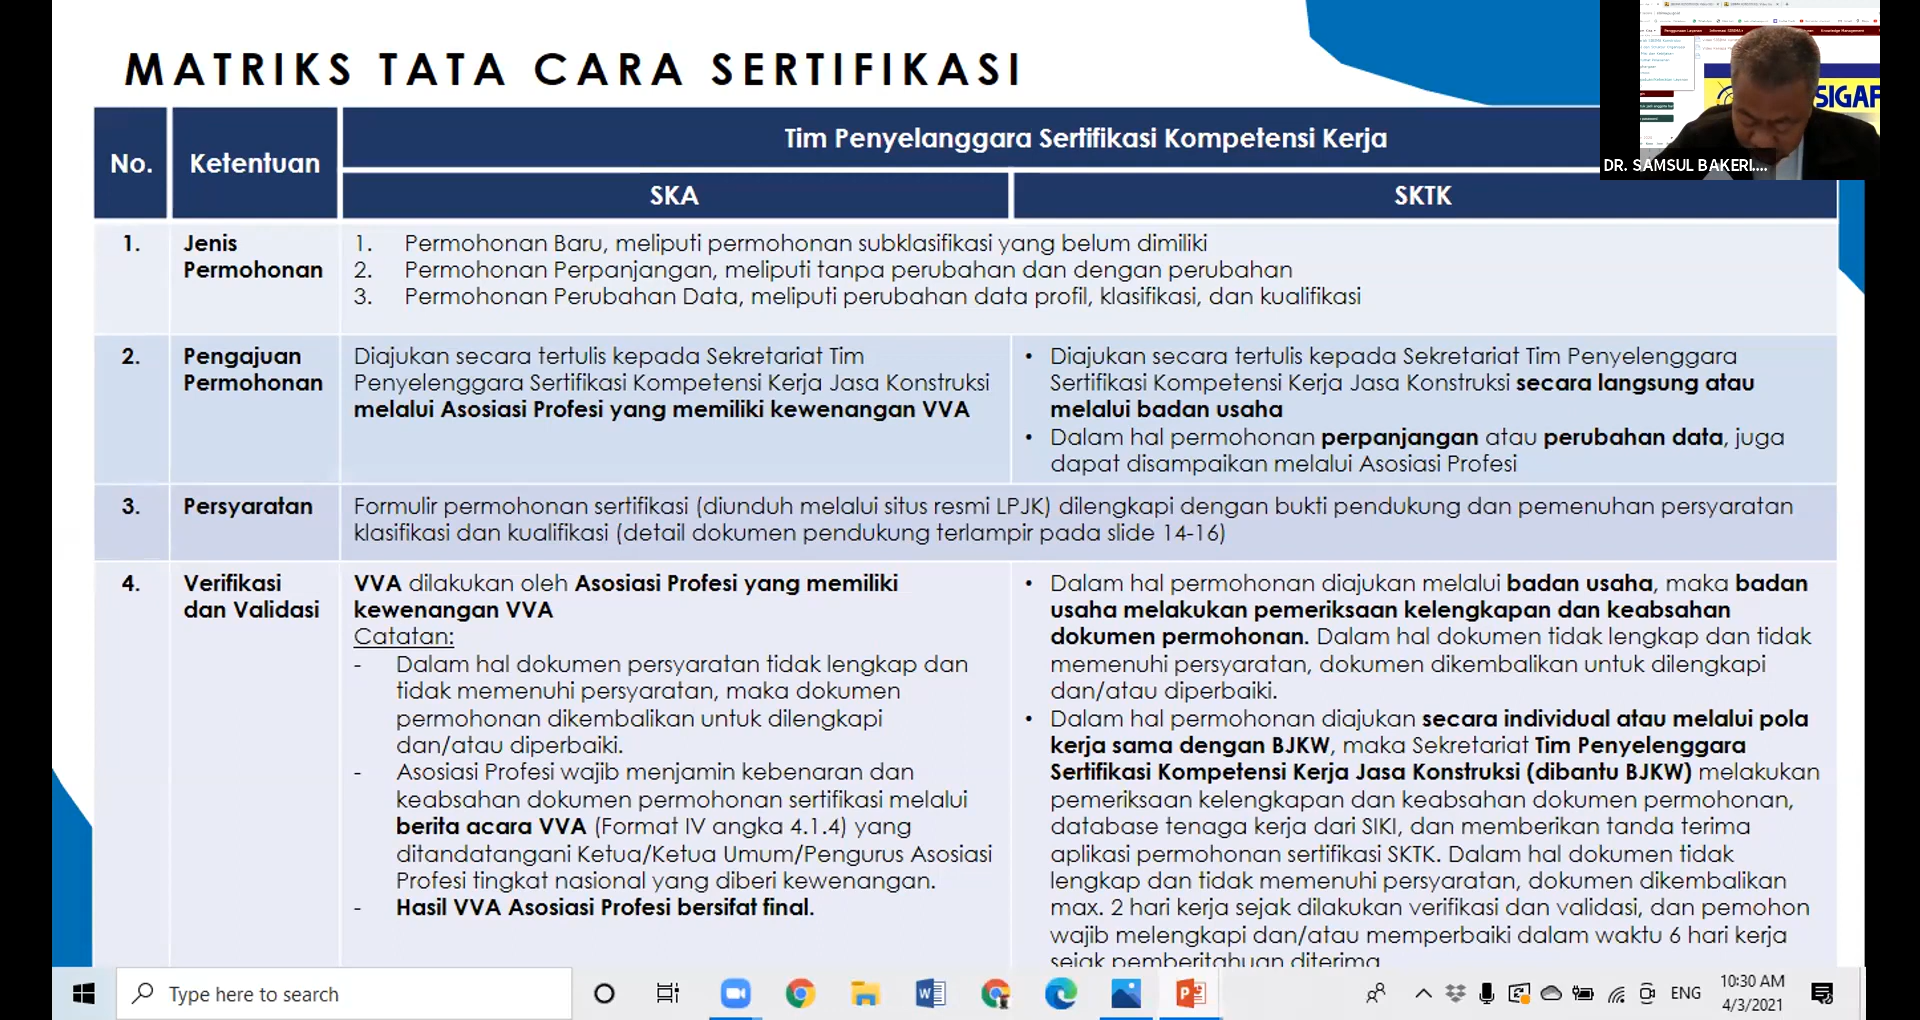 MATRIKS TATA CARA SERTIFIKASI
SIGAF
DR. SAMSUL BAKERI....
No.
Ketentuan
Tim Penyelanggara Sertifikasi Kompetensi Kerja
SKA
SKTK
1.
Jenis
Permohonan
1. Permohonan Baru, meliputi permohonan subklasifikasi yang belum dimiliki
2. Permohonan Perpanjangan, meliputi tanpa perubahan dan dengan perubahan
3. Permohonan Perubahan Data, meliputi perubahan data profil, klasifikasi, dan kualifikasi
2.
Pengajuan
Permohonan
Diajukan secara tertulis kepada Sekretariat Tim
Penyelenggara Sertifikasi Kompetensi Kerja Jasa Konstruksi
melalui Asosiasi Profesi yang memiliki kewenangan VVA
• Diajukan secara tertulis kepada Sekretariat Tim Penyelenggara
Sertifikasi Kompetensi Kerja Jasa Konstruksi secara langsung atau
melalui badan usaha
• Dalam hal permohonan perpanjangan atau perubahan data, juga
dapat disampaikan melalui Asosiasi Profesi
3.
Persyaratan
Formulir permohonan sertifikasi (diunduh melalui situs resmi LPJK) dilengkapi dengan bukti pendukung dan pemenuhan persyaratan
klasifikasi dan kualifikasi (detail dokumen pendukung terlampir pada slide 14-16)
4.
Verifikasi
dan Validasi
VVA dilakukan oleh Asosiasi Profesi yang memiliki
kewenangan VVA
Catatan:
- Dalam hal dokumen persyaratan tidak lengkap dan
tidak memenuhi persyaratan, maka dokumen
permohonan dikembalikan untuk dilengkapi
dan/atau diperbaiki.
- Asosiasi Profesi wajib menjamin kebenaran dan
keabsahan dokumen permohonan sertifikasi melalui
berita acara VVA (Format IV angka 4.1.4) yang
ditandatangani Ketua/Ketua Umum/Pengurus Asosiasi
Profesi tingkat nasional yang diberi kewenangan.
- Hasil VVA Asosiasi Profesi bersifat final.
• Dalam hal permohonan diajukan melalui badan usaha, maka badan
usaha melakukan pemeriksaan kelengkapan dan keabsahan
dokumen permohonan. Dalam hal dokumen tidak lengkap dan tidak
memenuhi persyaratan, dokumen dikembalikan untuk dilengkapi
dan/atau diperbaiki.
• Dalam hal permohonan diajukan secara individual atau melalui pola
kerja sama dengan BJKW, maka Sekretariat Tim Penyelenggara
Sertifikasi Kompetensi Kerja Jasa Konstruksi (dibantu BJKW) melakukan
pemeriksaan kelengkapan dan keabsahan dokumen permohonan,
database tenaga kerja dari SIKI, dan memberikan tanda terima
aplikasi permohonan sertifikasi SKTK. Dalam hal dokumen tidak
lengkap dan tidak memenuhi persyaratan, dokumen dikembalikan
max. 2 hari kerja sejak dilakukan verifikasi dan validasi, dan pemohon
wajib melengkapi dan/atau memperbaiki dalam waktu 6 hari kerja
sejak pemberitahuan diterima
Type here to search
ENG
10:30 AM
4/3/2021